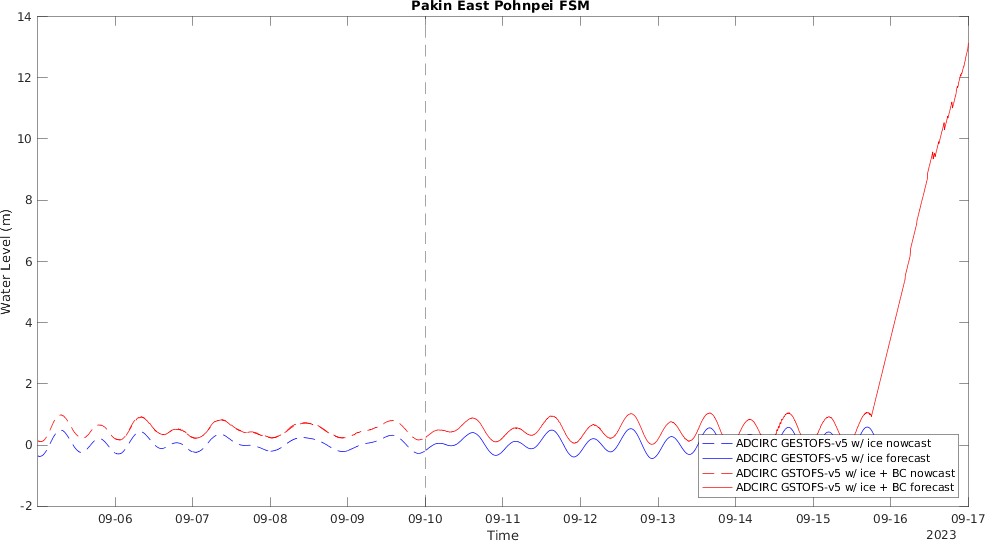 Pakin East Pohnpei FSM
14
12
10
8
6
4
2
0
-2
Water Level (m)
ADCIRC GESTOFS-v5 w/ ice nowcast
ADCIRC GESTOFS-v5 w/ ice forecast
ADCIRC GSTOFS-v5 w/ ice + BC nowcast
ADCIRC GSTOFS-v5 w/ ice + BC forecast
09-06 09-07 09-08 09-09 09-10 09-11 09-12 09-13 09-14 09-15 09-16 09-17
Time
2023